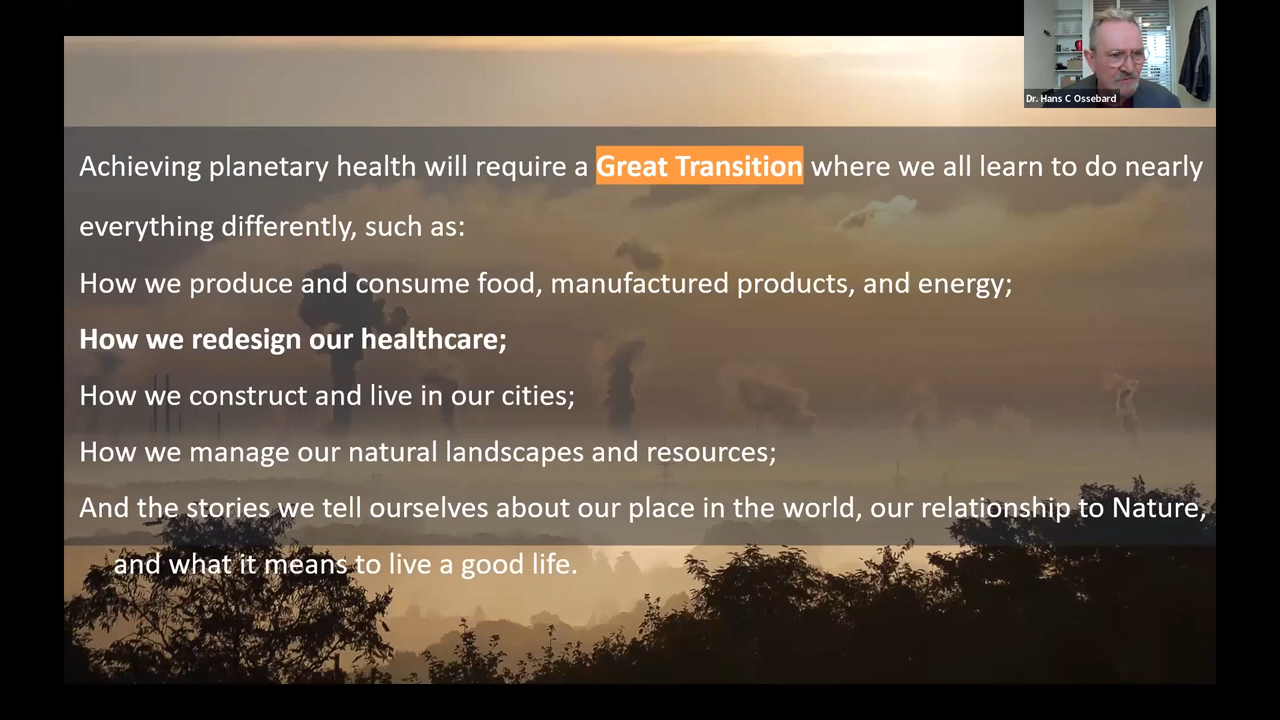 Dr. Hans C Ossebard
Achieving planetary health will require a Great Transition where we all learn to do nearly
everything differently, such as:
How we produce and consume food, manufactured products, and energy;
How we redesign our healthcare;
How we construct and live in our cities;
How we manage our natural landscapes and resources;
And the stories we tell ourselves about our place in the world, our relationship to Nature,
and what it means to live a good life.